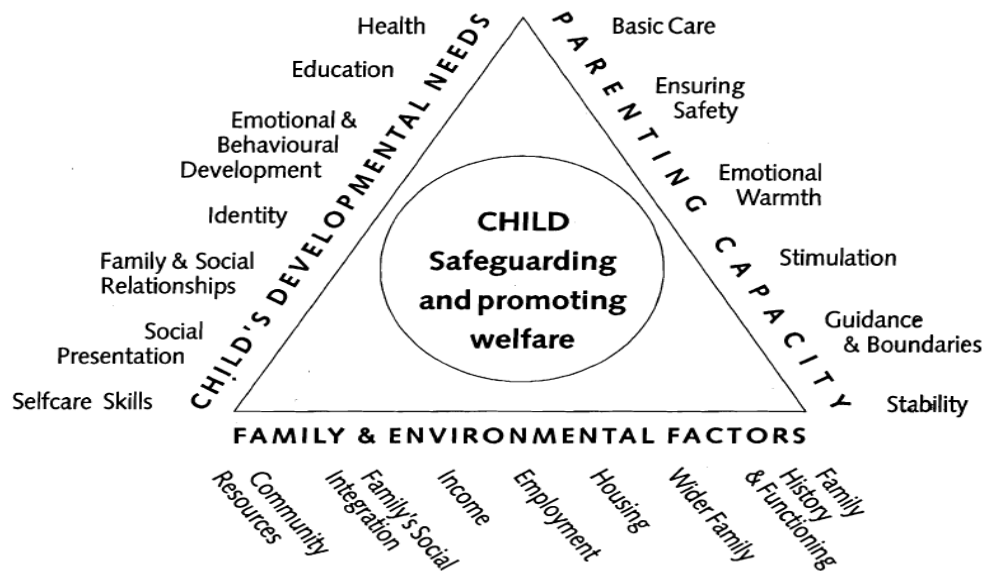 Health
Education
Emotional &
Behavioural
Development
Identity
Family & Social
Relationships
Social
Presentation
Selfcare Skills
CHILD'S DEVELOPMENTAL NEEDS
CHILD
Safeguarding
and promoting
welfare
PARENTING CAPACITY
Basic Care
Ensuring
Safety
Emotional
Warmth
Stimulation
Guidance
& Boundaries
Stability
FAMILY & ENVIRONMENTAL FACTORS
Community
Resources
Family's Social
Integration
Income
Employment
Housing
Wider Family
Family
History
& Functioning